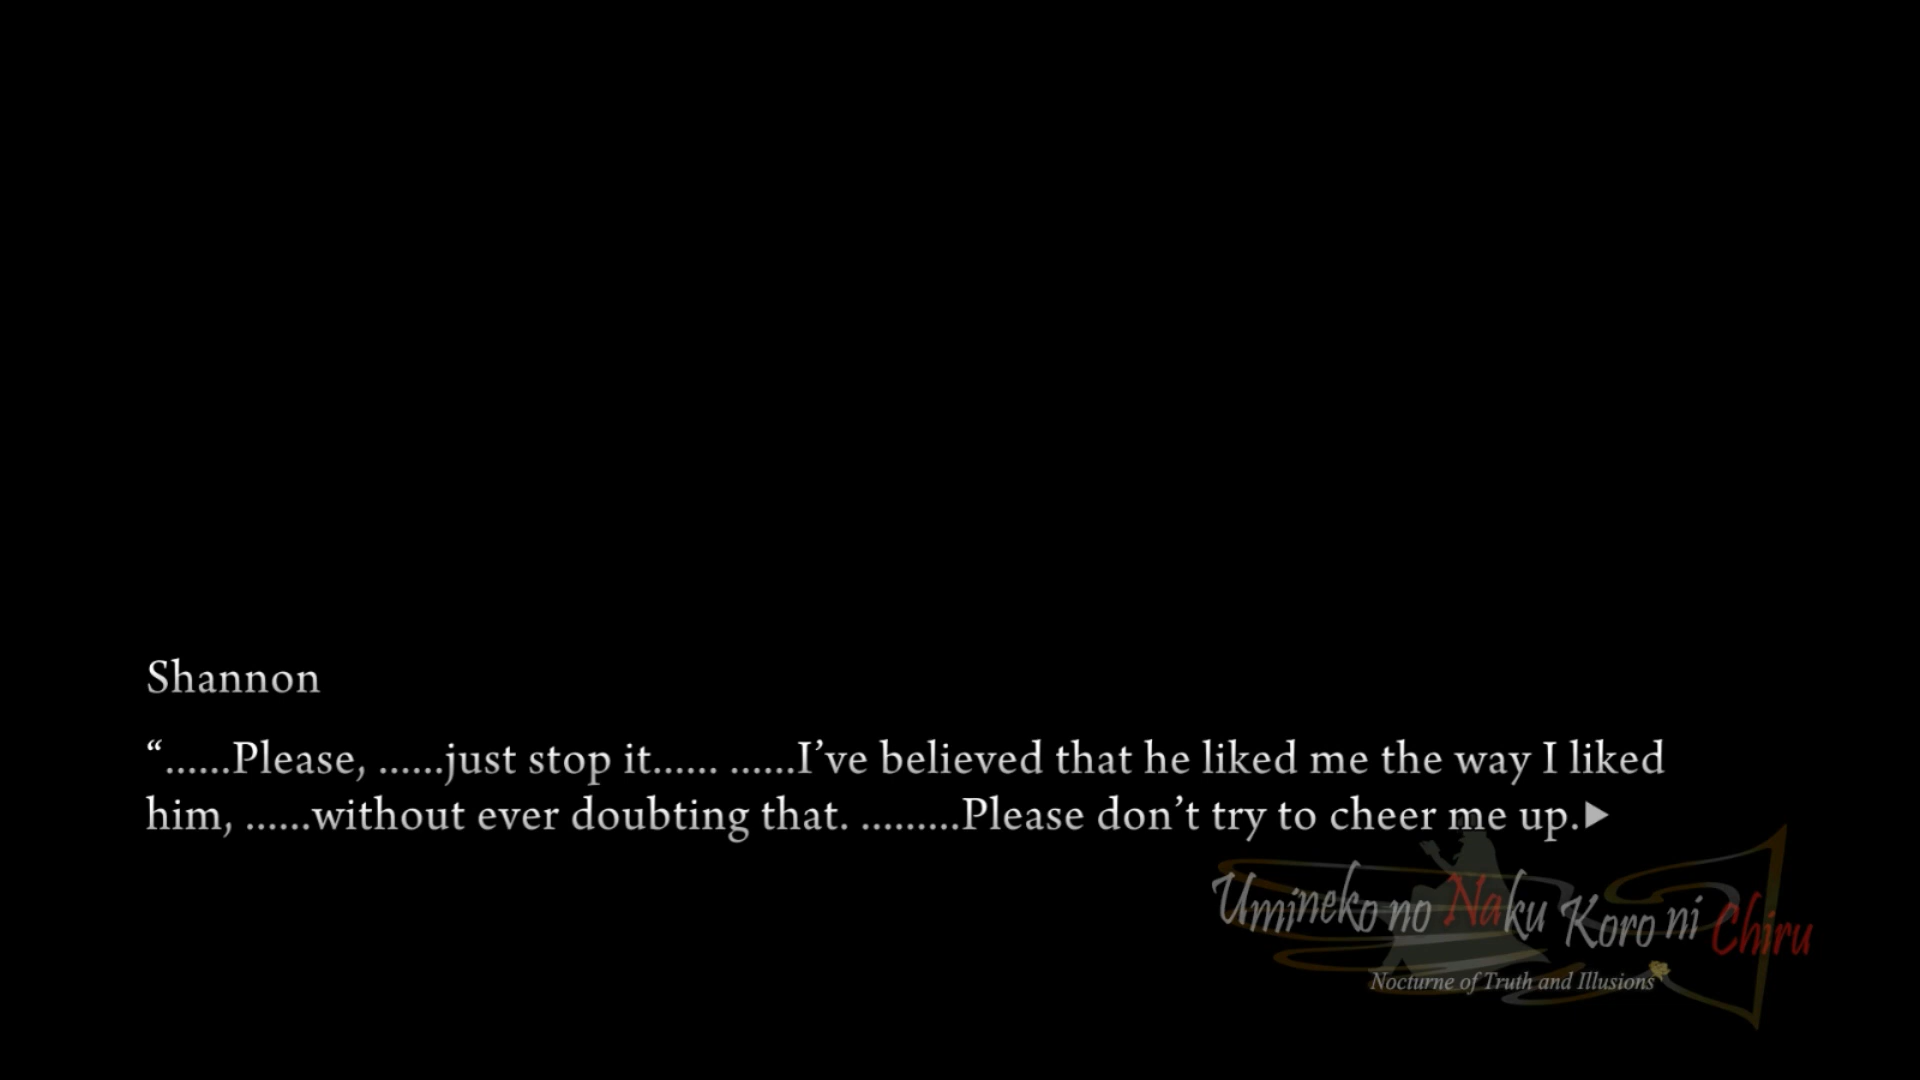 Shannon
“......Please, ......just stop it...... ......I’ve believed that he liked me the way I liked
him, ......without ever doubting that. .........Please don’t try to cheer me up.
Umineko no Naku Koro ni Chiru
Nocturne of Truth and Illusions